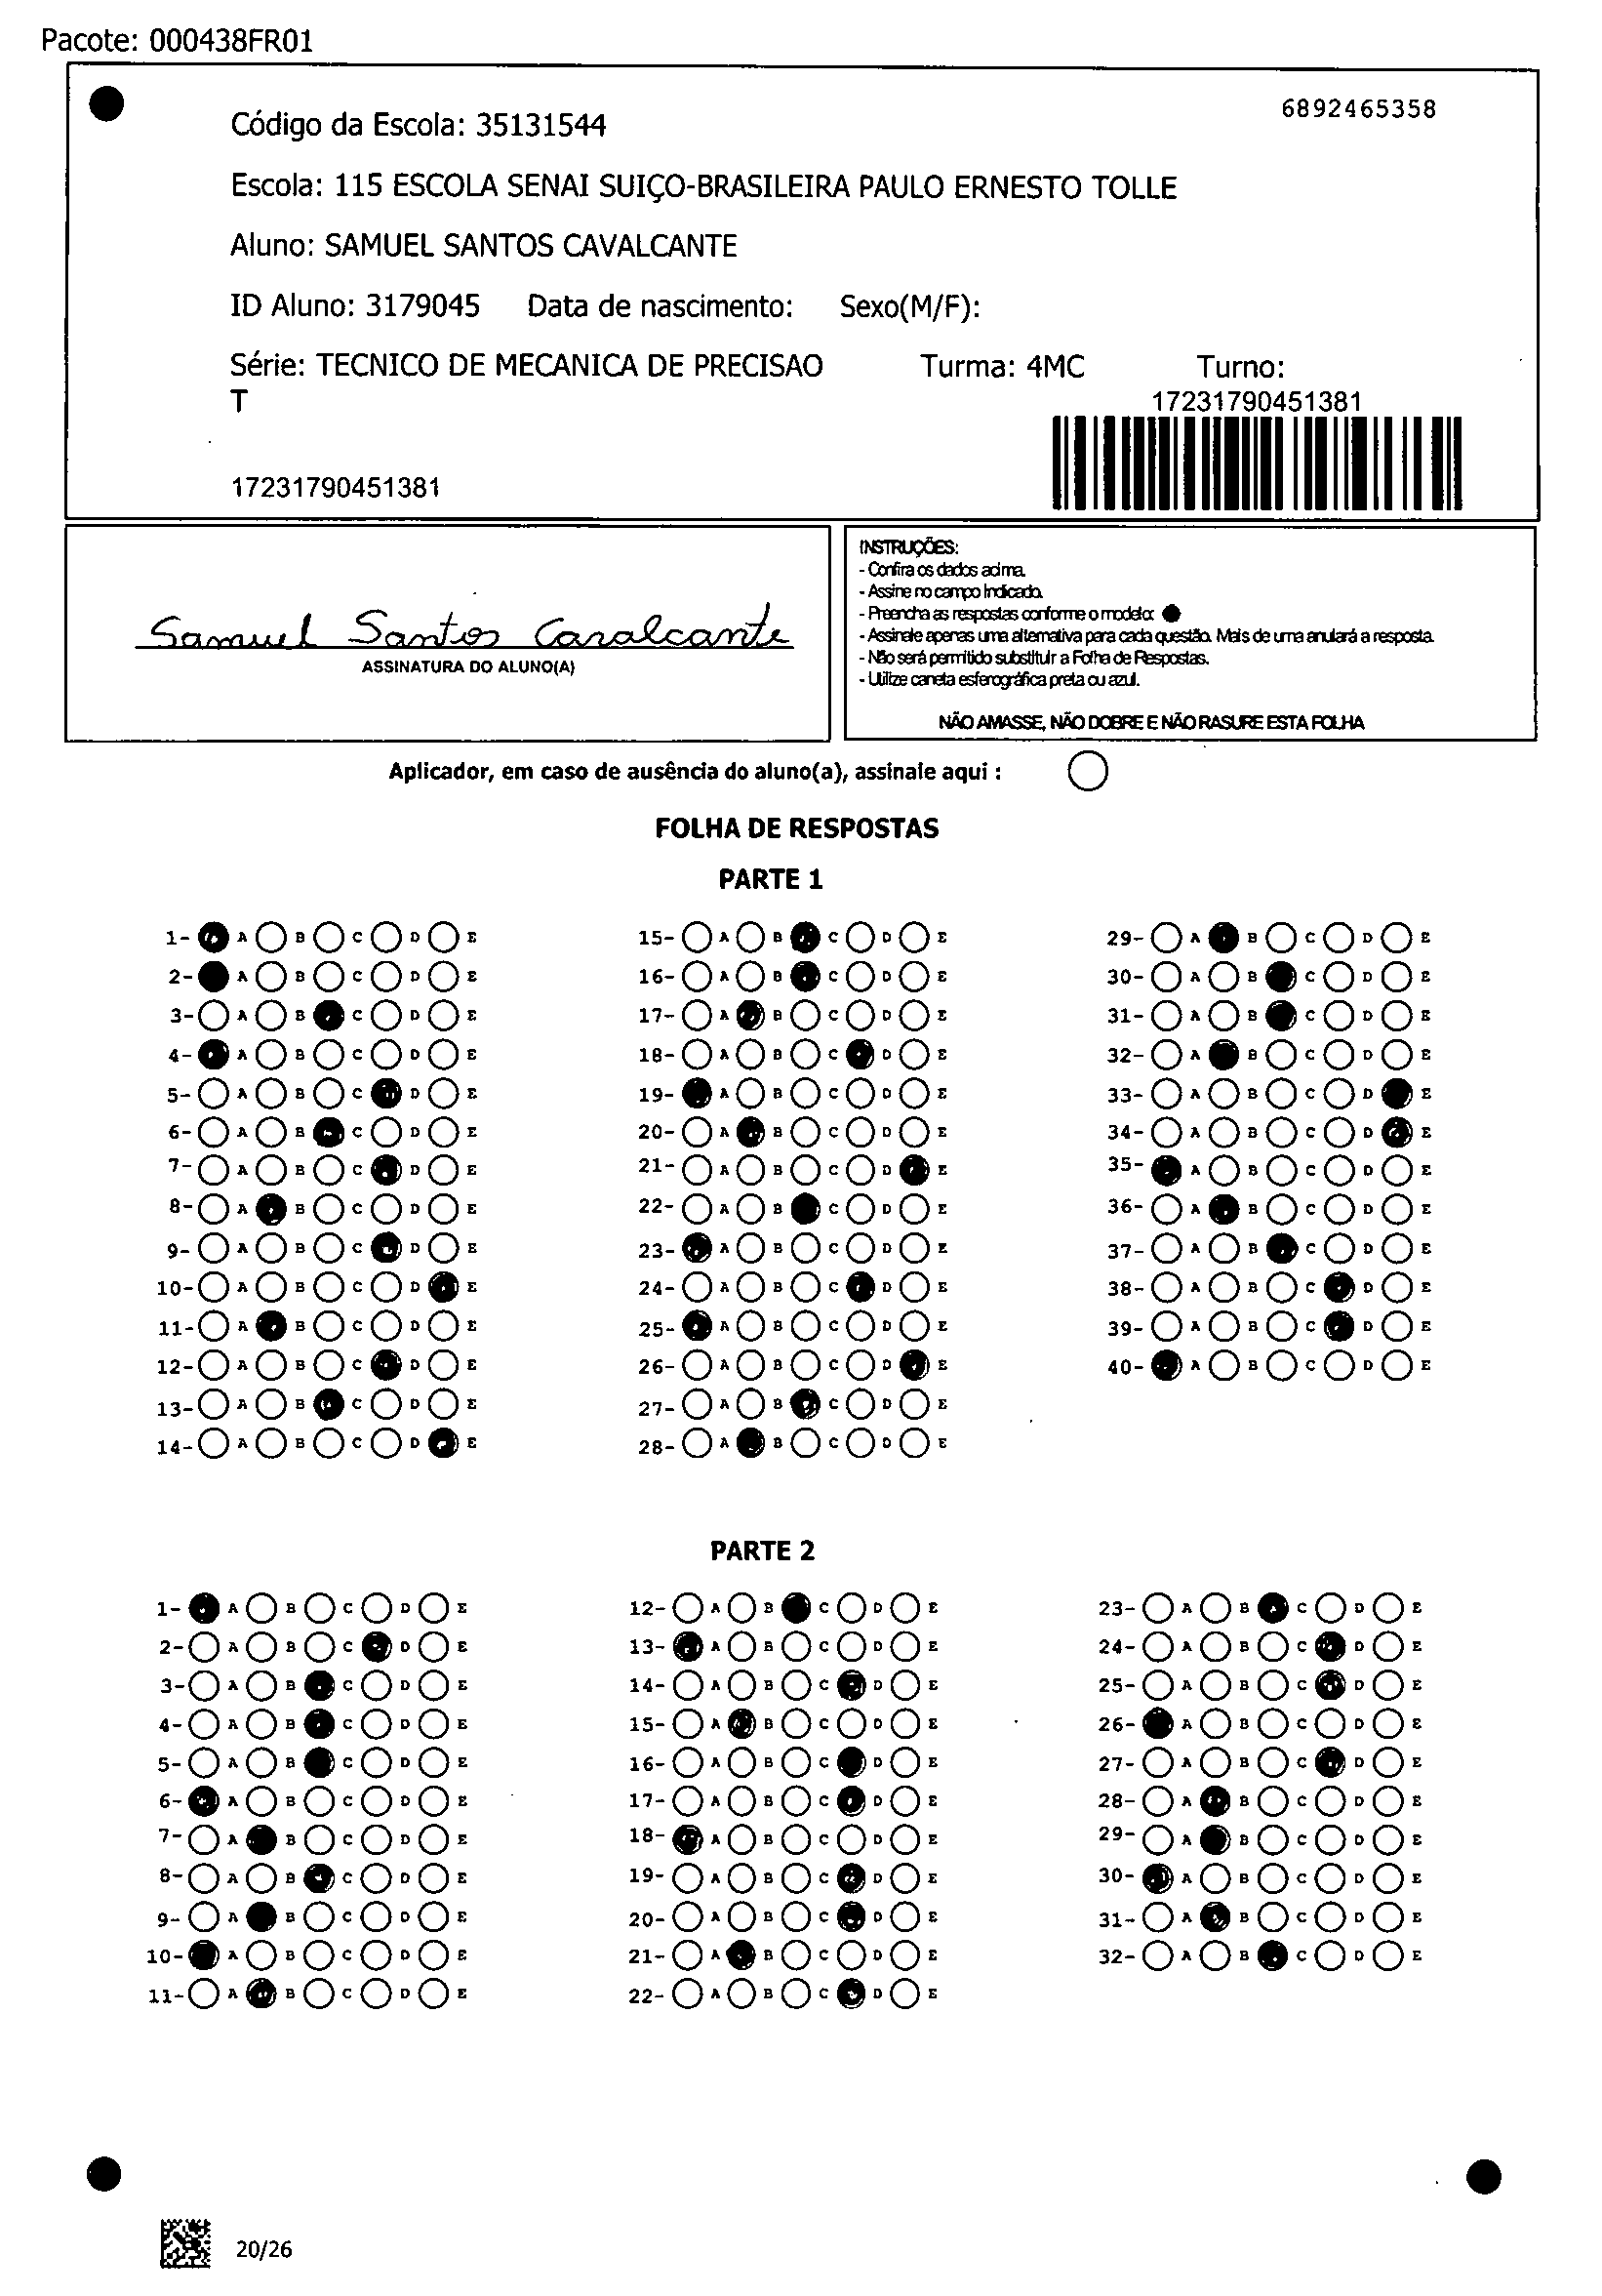 Pacote: 000438FR01
6892465358
Código da Escola: 35131544
Escola: 115 ESCOLA SENAI SUIÇO-BRASILEIRA PAULO ERNESTO TOLLE
Aluno: SAMUEL SANTOS CAVALCANTE
ID Aluno: 3179045 Data de nascimento: Sexo(M/F):
Série: TECNICO DE MECANICA DE PRECISAO Turma: 4MC Turno:
T
17231790451381
17231790451381
Samuel Santos Cavalcante
ASSINATURA DO ALUNO(A)
INSTRUÇÕES:
- Confira os dados acima.
- Assine no campo indicado.
- Preencha as respostas conforme o modelo:
- Assinale apenas uma alternativa para cada questão. Mais de uma anulará a resposta.
- Não será permitido substituir a Folha de Respostas.
- Utilize caneta esferográfica preta ou azul.
NÃO AMASSE, NÃO DOBRE E NÃO RASURE ESTA FOLHA
Aplicador, em caso de ausência do aluno(a), assinale aqui :
FOLHA DE RESPOSTAS
PARTE 1
1- A B C D E 15- A B C D E 29- A B C D E
2- A B C D E 16- A B C D E 30- A B C D E
3- A B C D E 17- A B C D E 31- A B C D E
4- A B C D E 18- A B C D E 32- A B C D E
5- A B C D E 19- A B C D E 33- A B C D E
6- A B C D E 20- A B C D E 34- A B C D E
7- A B C D E 21- A B C D E 35- A B C D E
8- A B C D E 22- A B C D E 36- A B C D E
9- A B C D E 23- A B C D E 37- A B C D E
10- A B C D E 24- A B C D E 38- A B C D E
11- A B C D E 25- A B C D E 39- A B C D E
12- A B C D E 26- A B C D E 40- A B C D E
13- A B C D E 27- A B C D E
14- A B C D E 28- A B C D E
PARTE 2
1- A B C D E 12- A B C D E 23- A B C D E
2- A B C D E 13- A B C D E 24- A B C D E
3- A B C D E 14- A B C D E 25- A B C D E
4- A B C D E 15- A B C D E 26- A B C D E
5- A B C D E 16- A B C D E 27- A B C D E
6- A B C D E 17- A B C D E 28- A B C D E
7- A B C D E 18- A B C D E 29- A B C D E
8- A B C D E 19- A B C D E 30- A B C D E
9- A B C D E 20- A B C D E 31- A B C D E
10- A B C D E 21- A B C D E 32- A B C D E
11- A B C D E 22- A B C D E
20/26